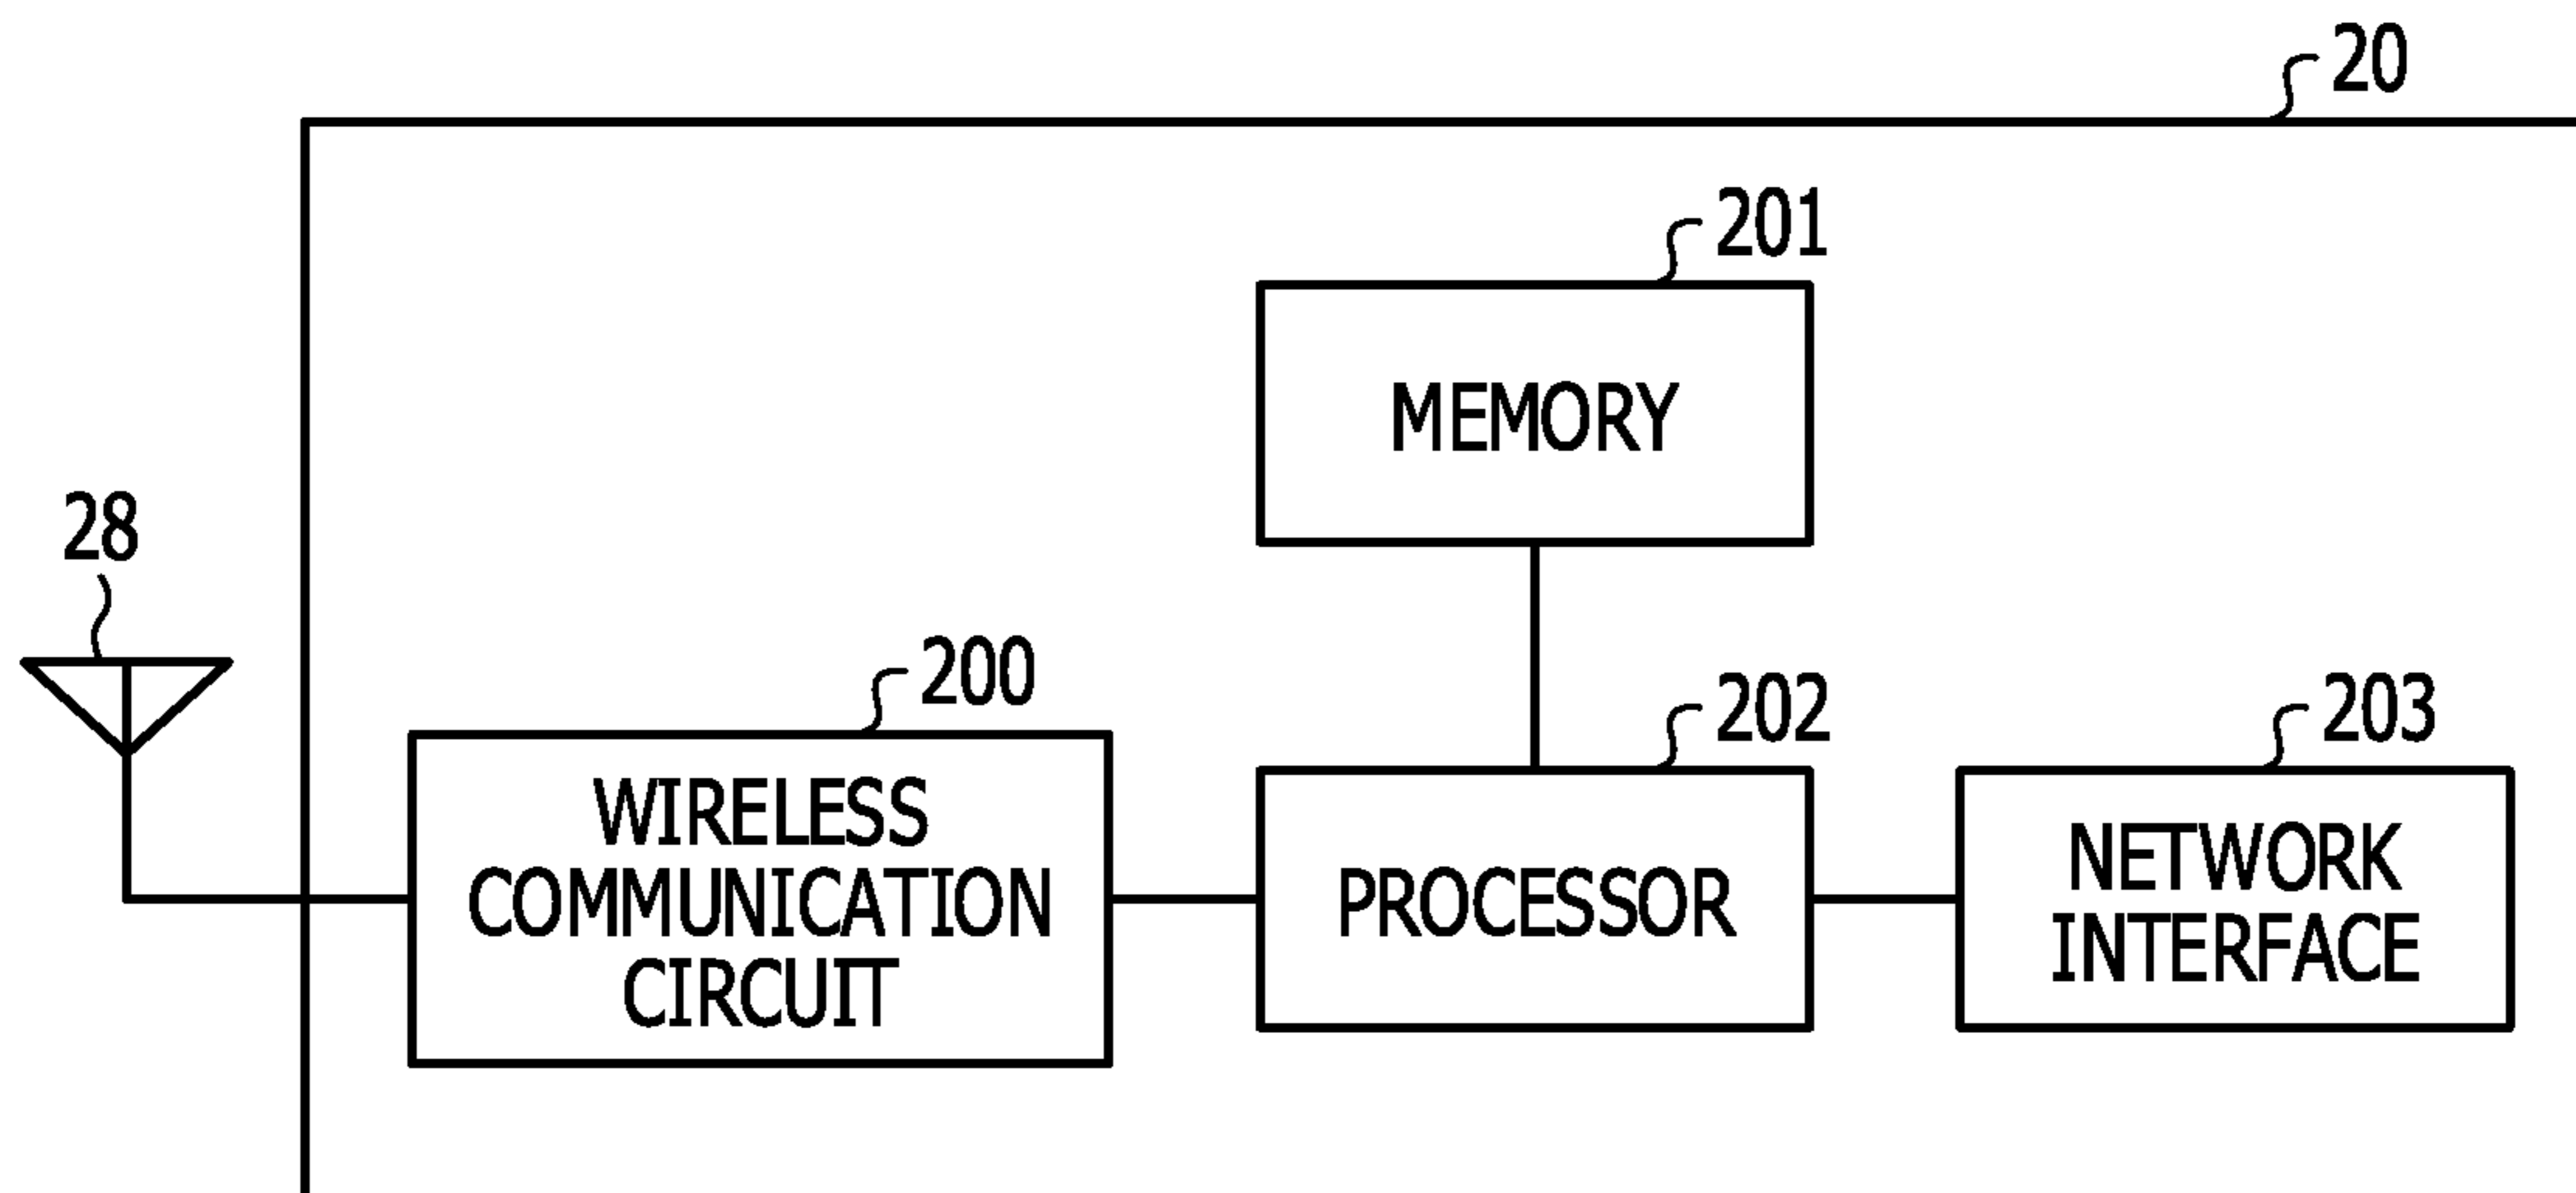 20
201
MEMORY
28
200
202
203
WIRELESS
COMMUNICATION
CIRCUIT
PROCESSOR
NETWORK
INTERFACE